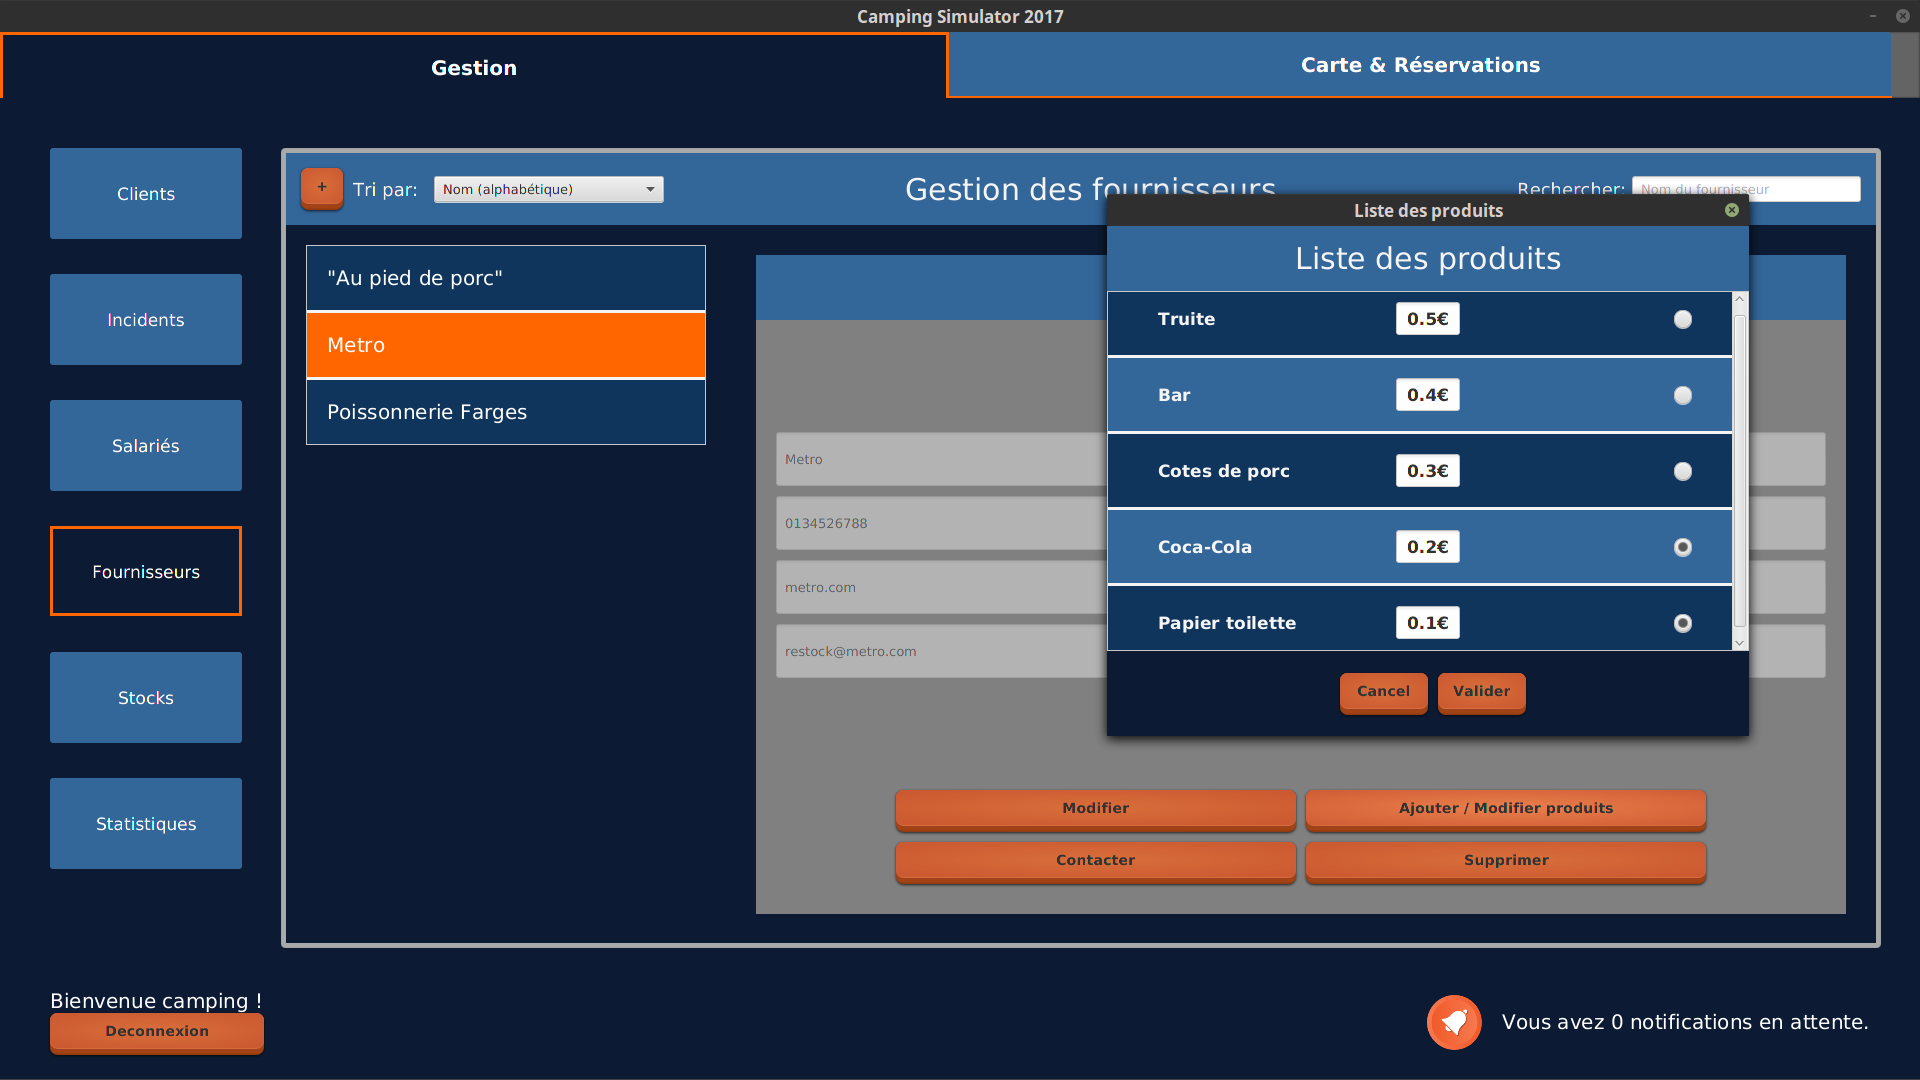 Camping Simulator 2017
Gestion
Carte & Réservations
Clients
Incidents
Salariés
Fournisseurs
Stocks
Statistiques
+
Tri par:
Nom (alphabétique)
Gestion des fournisseurs
Rechercher:
Nom du fournisseur
"Au pied de porc"
Metro
Poissonnerie Farges
Metro
0134526788
metro.com
restock@metro.com
Liste des produits
Liste des produits
Truite 0.5€
Bar 0.4€
Cotes de porc 0.3€
Coca-Cola 0.2€
Papier toilette 0.1€
Cancel
Valider
Modifier
Ajouter / Modifier produits
Contacter
Supprimer
Bienvenue camping !
Deconnexion
Vous avez 0 notifications en attente.